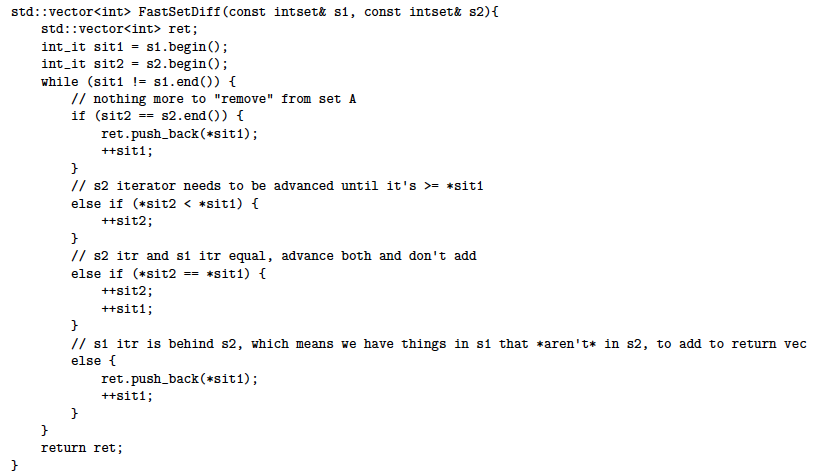 std::vector<int> FastSetDiff(const intset& s1, const intset& s2){
    std::vector<int> ret;
    int_it sit1 = s1.begin();
    int_it sit2 = s2.begin();
    while (sit1 != s1.end()) {
        // nothing more to "remove" from set A
        if (sit2 == s2.end()) {
            ret.push_back(*sit1);
            ++sit1;
        }
        // s2 iterator needs to be advanced until it's >= *sit1
        else if (*sit2 < *sit1) {
            ++sit2;
        }
        // s2 itr and s1 itr equal, advance both and don't add
        else if (*sit2 == *sit1) {
            ++sit2;
            ++sit1;
        }
        // s1 itr is behind s2, which means we have things in s1 that *aren't* in s2, to add to return vec
        else {
            ret.push_back(*sit1);
            ++sit1;
        }
    }
    return ret;
}